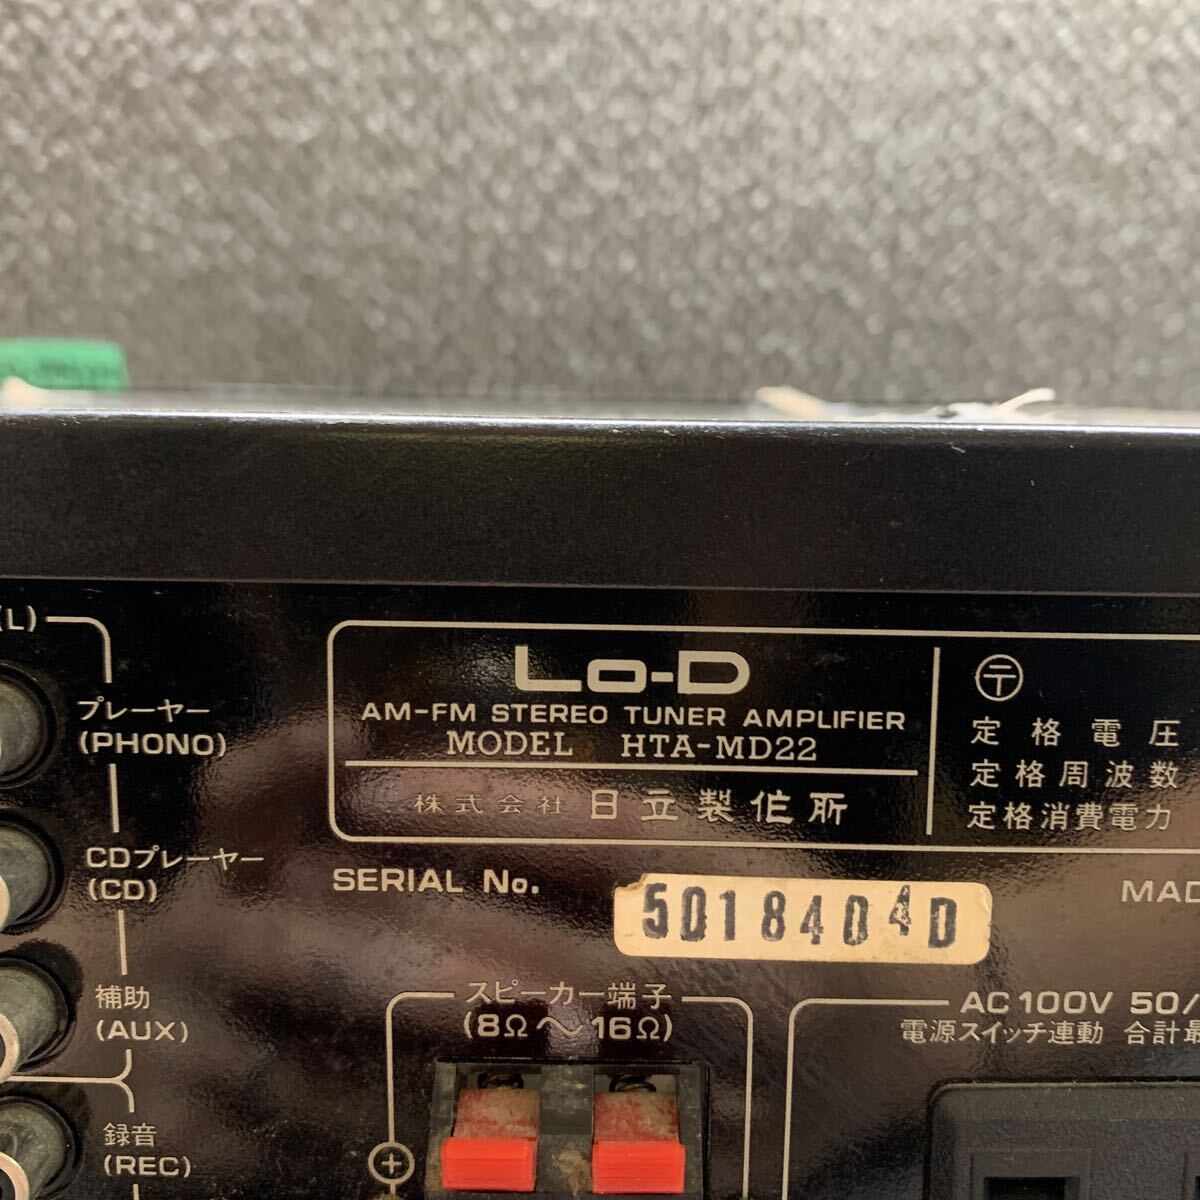 (L)
プレーヤー
(PHONO)
CDプレーヤー
(CD)
補助
(AUX)
録音
(REC)
Lo-D
AM-FM STEREO TUNER AMPLIFIER
MODEL HTA-MD22
株式会社 日立製作所
〒
定格電圧
定格周波数
定格消費電力
SERIAL No.
5018404D
MAD
スピーカー端子
(8Ω〜16Ω)
+
AC 100V 50/
電源スイッチ連動 合計最